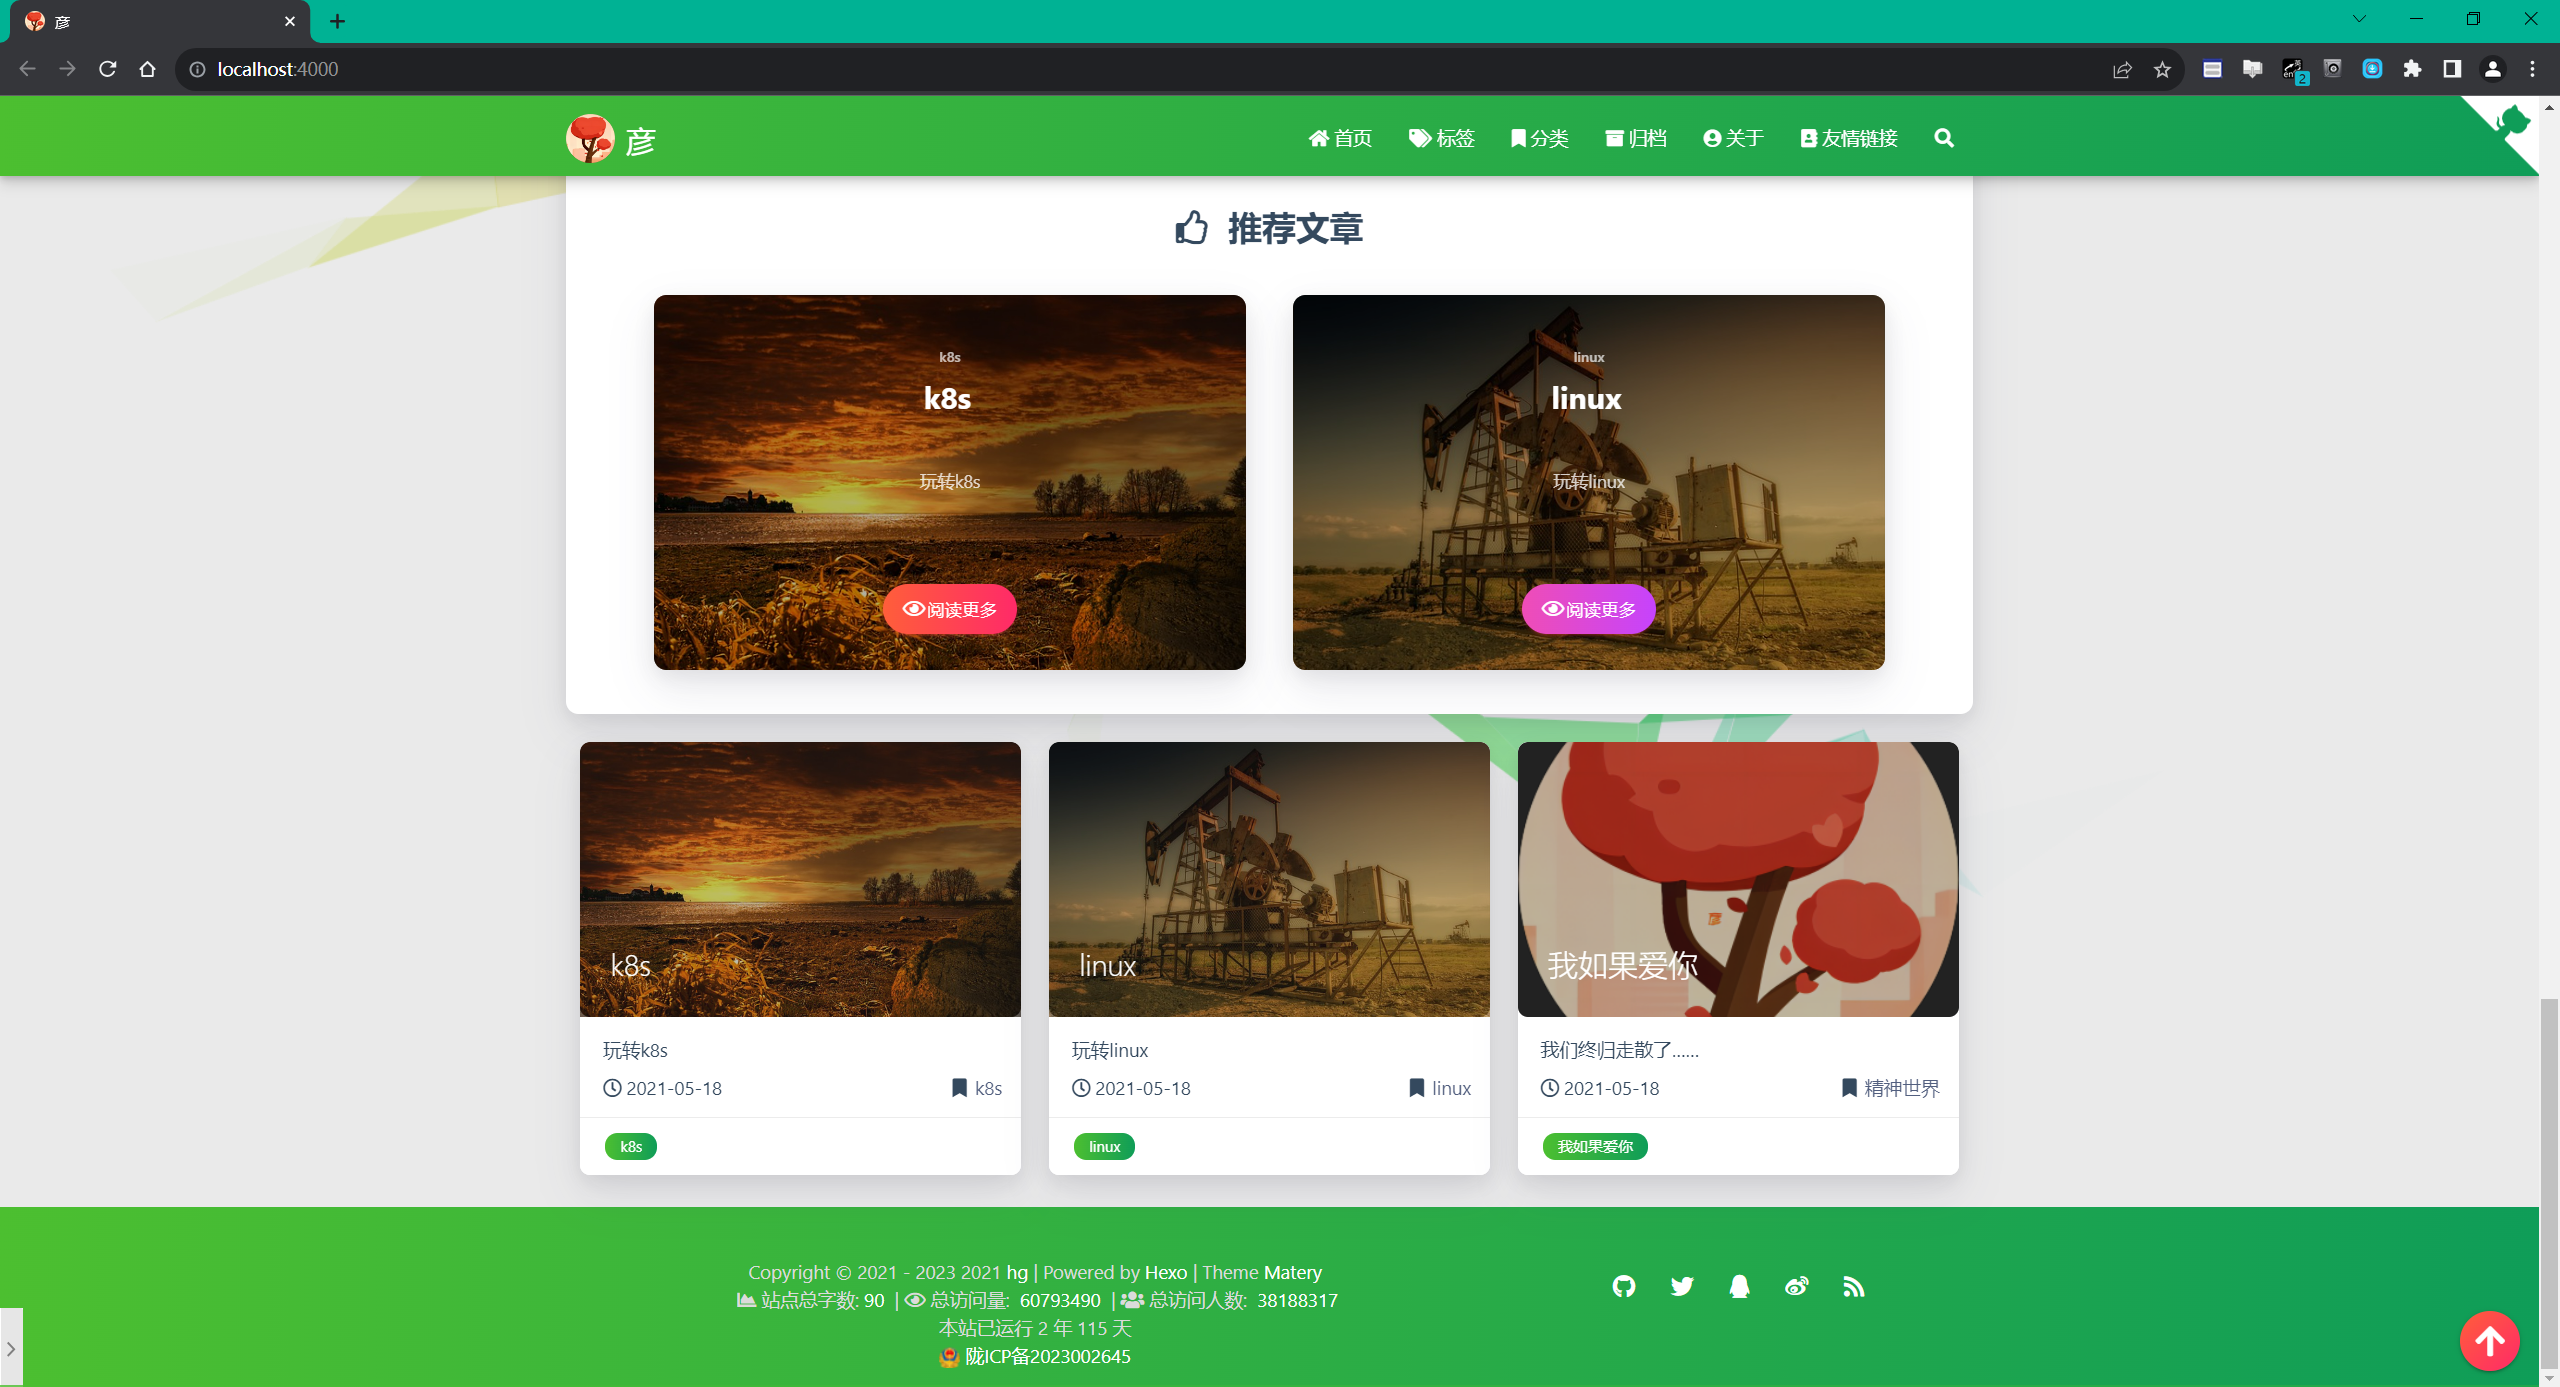 彦
localhost:4000
彦
首页 标签 分类 归档 关于 友情链接
推荐文章
k8s
k8s
玩转k8s
阅读更多
linux
linux
玩转linux
阅读更多
k8s
玩转k8s
2021-05-18 k8s
k8s
linux
玩转linux
2021-05-18 linux
linux
我如果爱你
我们终归走散了......
2021-05-18 精神世界
我如果爱你
Copyright © 2021 - 2023 2021 hg | Powered by Hexo | Theme Matery
站点总字数: 90 | 总访问量: 60793490 | 总访问人数: 38188317
本站已运行 2 年 115 天
陇ICP备2023002645